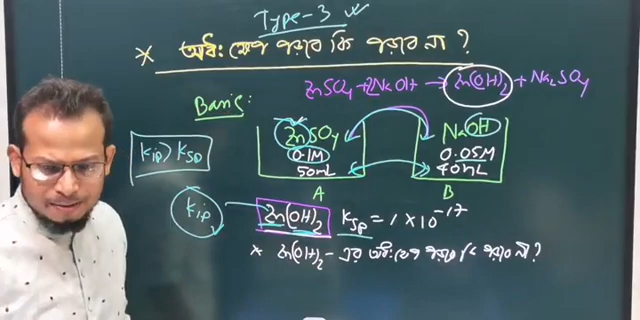 Type-3
* অধঃক্ষেপ পড়বে কি পড়বে না ?
ZnSO4 + 2NaOH → Zn(OH)2 + Na2SO4
Basis:
Kip > Ksp
ZnSO4
0.1M
50mL
A
NaOH
0.05M
40mL
B
Kip
Zn(OH)2 Ksp = 1 × 10^-17
* Zn(OH)2 - এর অধঃক্ষেপ পড়বে কি পড়বে না ?